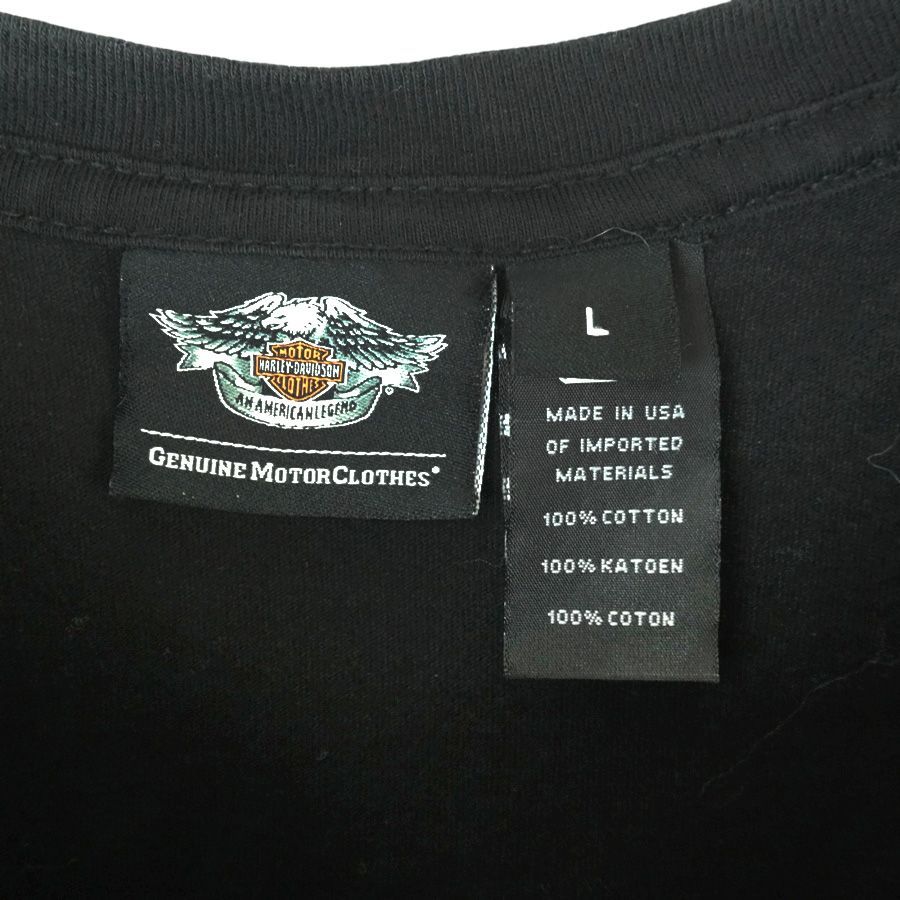 MOTOR
HARLEY-DAVIDSON
CLOTHES
AN AMERICAN LEGEND
GENUINE MOTORCLOTHES®
L
MADE IN USA
OF IMPORTED
MATERIALS
100% COTTON
100% KATOEN
100% COTON